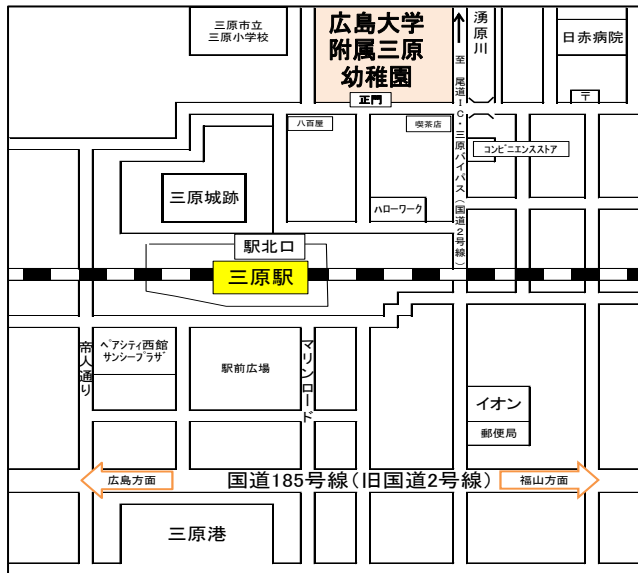 三原市立
三原小学校
広島大学
附属三原
幼稚園
正門
至 尾道IC・三原バイパス(国道2号線)
湧原川
日赤病院
〒
八百屋
喫茶店
コンビニエンスストア
三原城跡
ハローワーク
駅北口
三原駅
帝人通り
ペアシティ西館
サンシープラザ
駅前広場
マリンロード
イオン
郵便局
広島方面
国道185号線(旧国道2号線)
福山方面
三原港